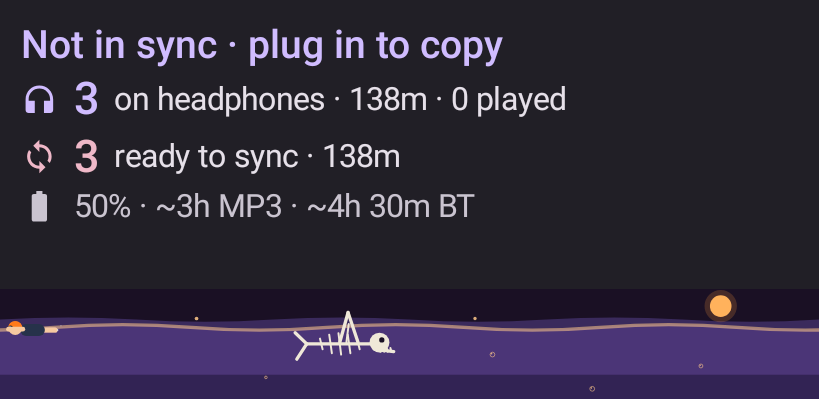 Not in sync · plug in to copy
3 on headphones · 138m · 0 played
3 ready to sync · 138m
50% · ~3h MP3 · ~4h 30m BT